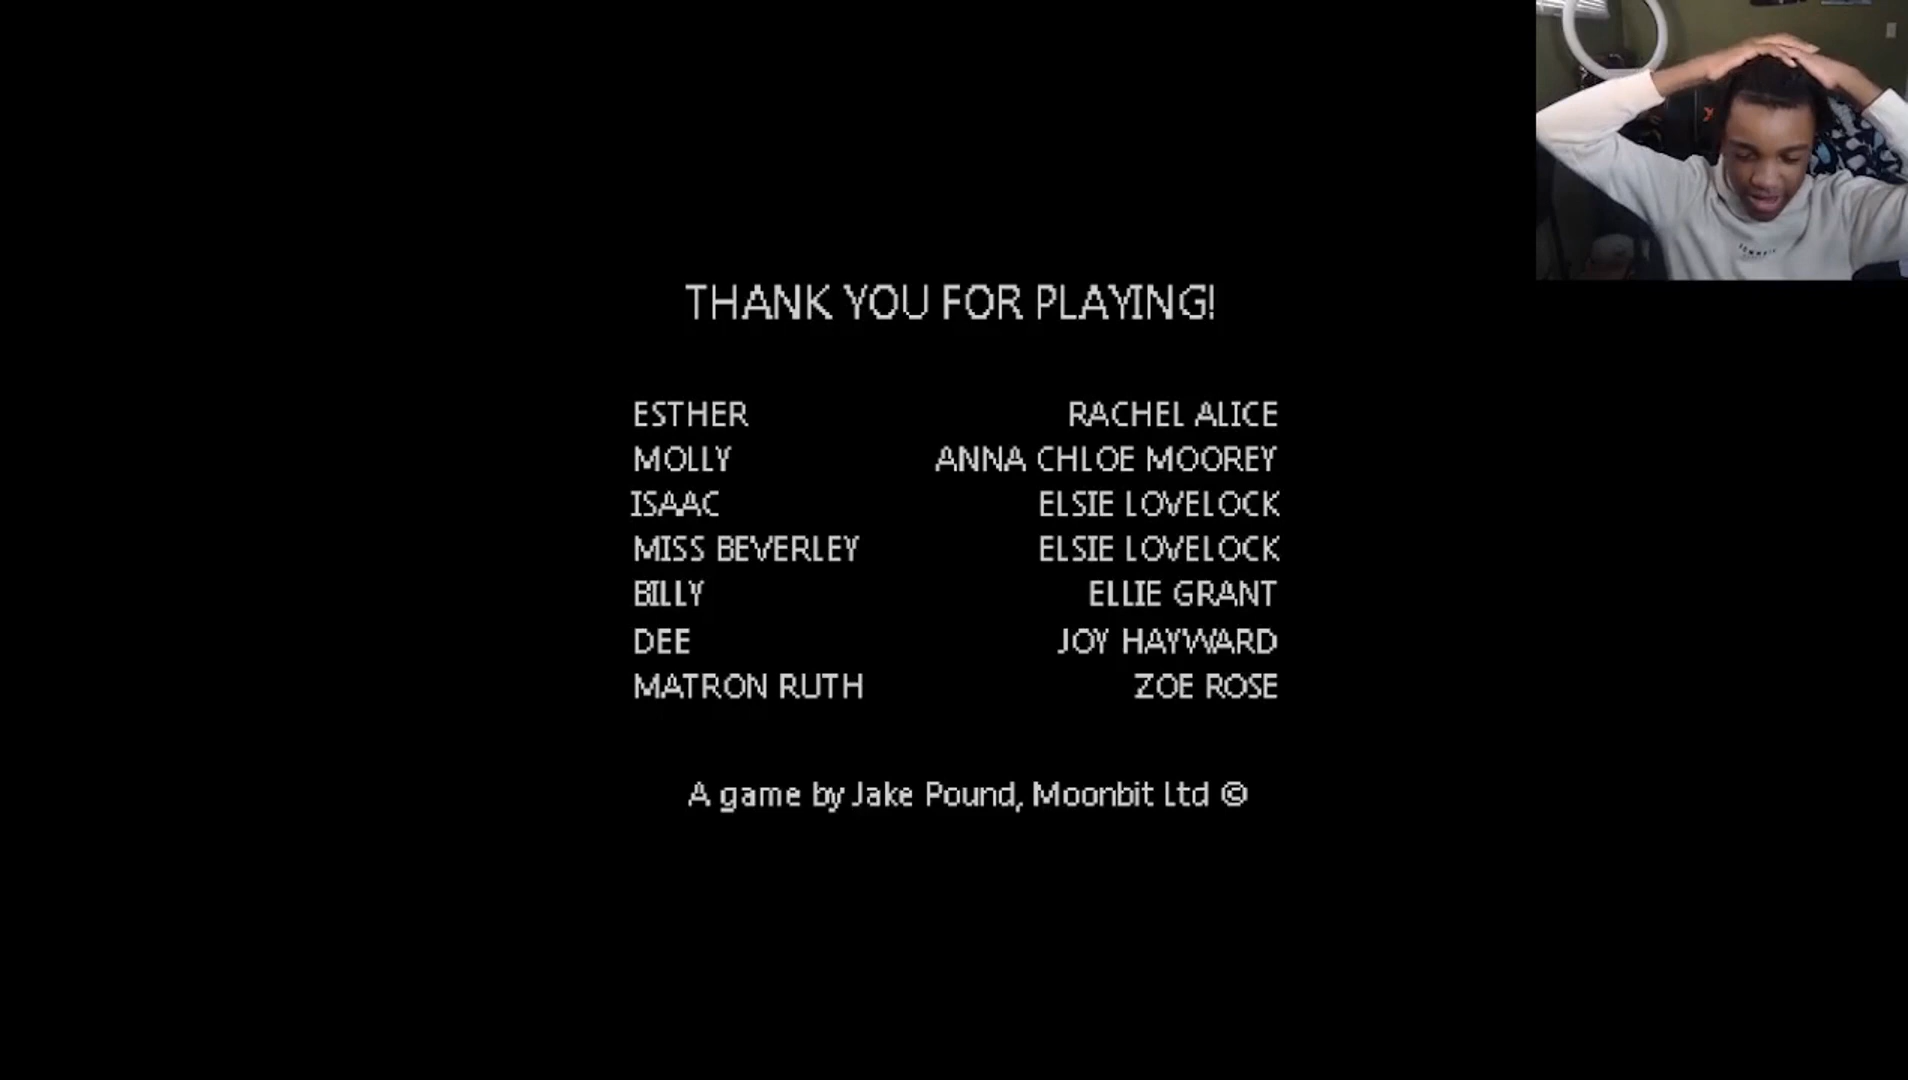 THANK YOU FOR PLAYING!
ESTHER RACHEL ALICE
MOLLY ANNA CHLOE MOOREY
ISAAC ELSIE LOVELOCK
MISS BEVERLEY ELSIE LOVELOCK
BILLY ELLIE GRANT
DEE JOY HAYWARD
MATRON RUTH ZOE ROSE
A game by Jake Pound, Moonbit Ltd ©